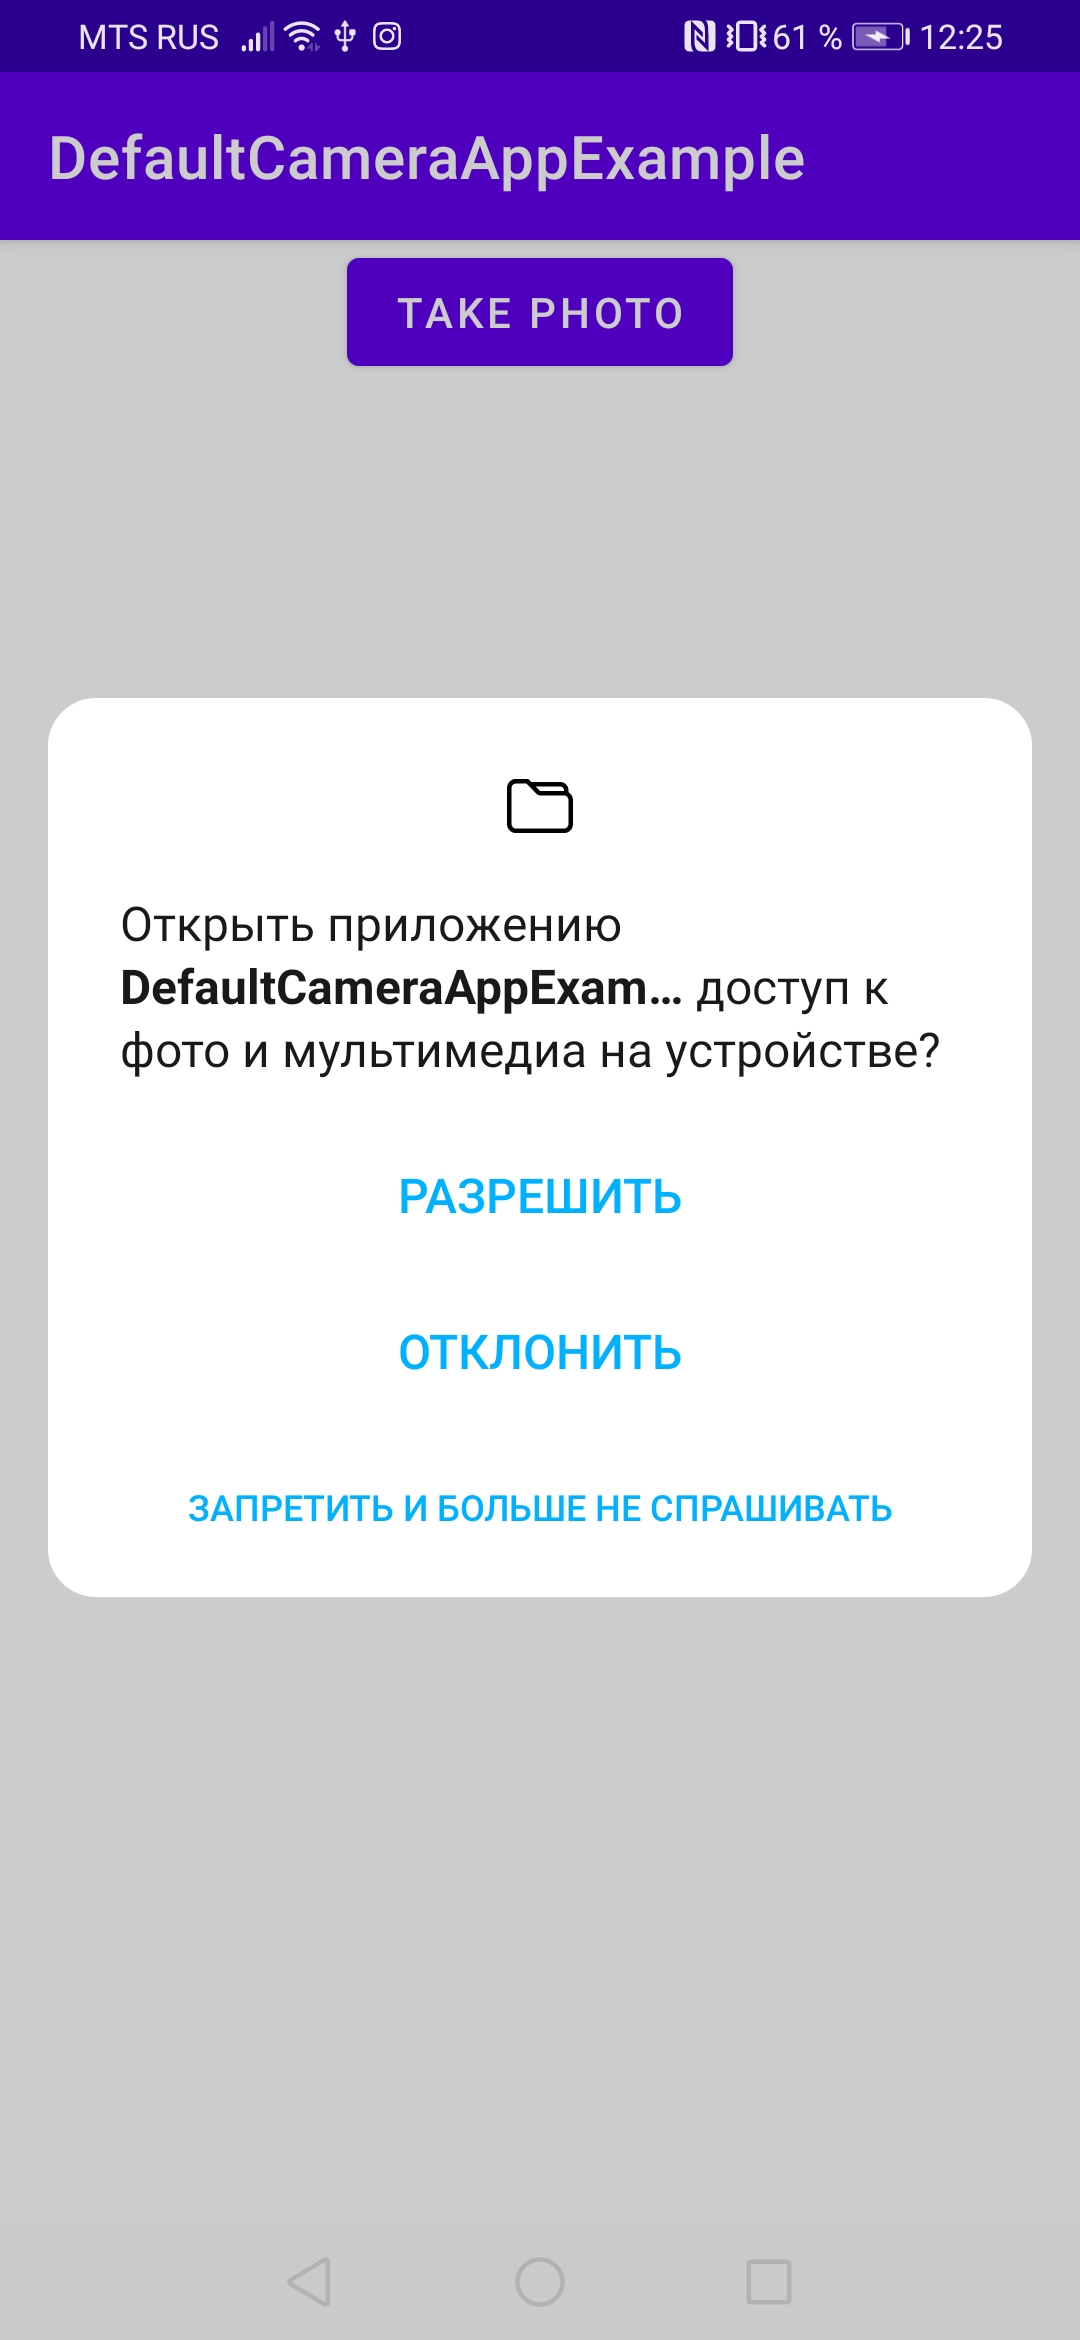 MTS RUS 61 % 12:25
DefaultCameraAppExample
TAKE PHOTO
Открыть приложению
DefaultCameraAppExam... доступ к
фото и мультимедиа на устройстве?
РАЗРЕШИТЬ
ОТКЛОНИТЬ
ЗАПРЕТИТЬ И БОЛЬШЕ НЕ СПРАШИВАТЬ